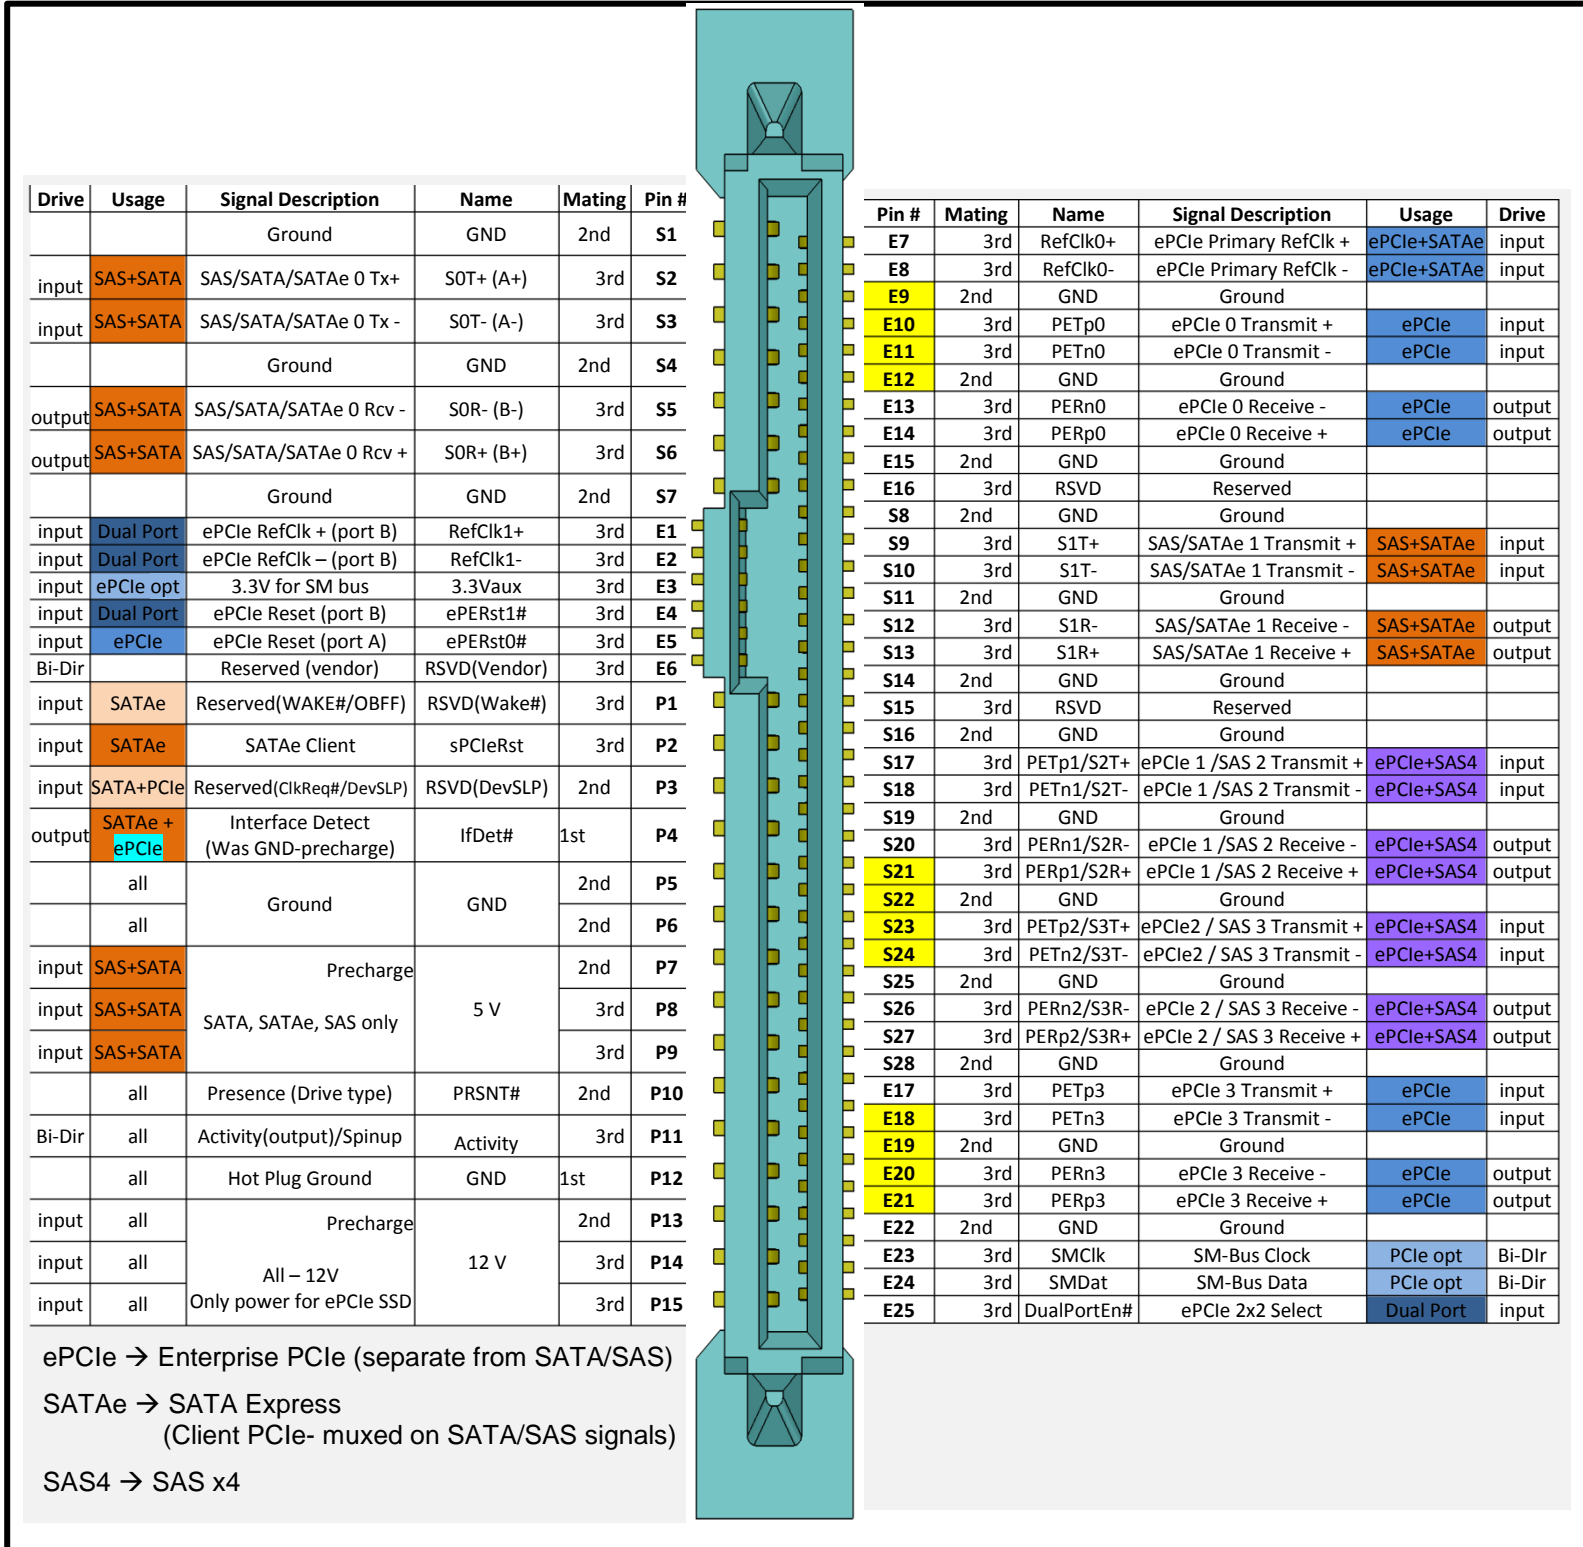 Drive Usage Signal Description Name Mating Pin #
Ground GND 2nd S1
input SAS+SATA SAS/SATA/SATAe 0 Tx+ S0T+ (A+) 3rd S2
input SAS+SATA SAS/SATA/SATAe 0 Tx - S0T- (A-) 3rd S3
Ground GND 2nd S4
output SAS+SATA SAS/SATA/SATAe 0 Rcv - S0R- (B-) 3rd S5
output SAS+SATA SAS/SATA/SATAe 0 Rcv + S0R+ (B+) 3rd S6
Ground GND 2nd S7
input Dual Port ePCIe RefClk + (port B) RefClk1+ 3rd E1
input Dual Port ePCIe RefClk – (port B) RefClk1- 3rd E2
input ePCIe opt 3.3V for SM bus 3.3Vaux 3rd E3
input Dual Port ePCIe Reset (port B) ePERst1# 3rd E4
input ePCIe ePCIe Reset (port A) ePERst0# 3rd E5
Bi-Dir Reserved (vendor) RSVD(Vendor) 3rd E6
input SATAe Reserved(WAKE#/OBFF) RSVD(Wake#) 3rd P1
input SATAe SATAe Client sPCIeRst 3rd P2
input SATA+PCIe Reserved(ClkReq#/DevSLP) RSVD(DevSLP) 2nd P3
output SATAe + ePCIe Interface Detect IfDet# 1st P4
(Was GND-precharge)
all Ground GND 2nd P5
all 2nd P6
input SAS+SATA Precharge 2nd P7
input SAS+SATA SATA, SATAe, SAS only 5 V 3rd P8
input SAS+SATA 3rd P9
all Presence (Drive type) PRSNT# 2nd P10
Bi-Dir all Activity(output)/Spinup Activity 3rd P11
all Hot Plug Ground GND 1st P12
input all Precharge 2nd P13
input all All – 12V 12 V 3rd P14
input all Only power for ePCIe SSD 3rd P15
ePCIe → Enterprise PCIe (separate from SATA/SAS)
SATAe → SATA Express
(Client PCIe- muxed on SATA/SAS signals)
SAS4 → SAS x4
Pin # Mating Name Signal Description Usage Drive
E7 3rd RefClk0+ ePCIe Primary RefClk + ePCIe+SATAe input
E8 3rd RefClk0- ePCIe Primary RefClk - ePCIe+SATAe input
E9 2nd GND Ground
E10 3rd PETp0 ePCIe 0 Transmit + ePCIe input
E11 3rd PETn0 ePCIe 0 Transmit - ePCIe input
E12 2nd GND Ground
E13 3rd PERn0 ePCIe 0 Receive - ePCIe output
E14 3rd PERp0 ePCIe 0 Receive + ePCIe output
E15 2nd GND Ground
E16 3rd RSVD Reserved
S8 2nd GND Ground
S9 3rd S1T+ SAS/SATAe 1 Transmit + SAS+SATAe input
S10 3rd S1T- SAS/SATAe 1 Transmit - SAS+SATAe input
S11 2nd GND Ground
S12 3rd S1R- SAS/SATAe 1 Receive - SAS+SATAe output
S13 3rd S1R+ SAS/SATAe 1 Receive + SAS+SATAe output
S14 2nd GND Ground
S15 3rd RSVD Reserved
S16 2nd GND Ground
S17 3rd PETp1/S2T+ ePCIe 1 /SAS 2 Transmit + ePCIe+SAS4 input
S18 3rd PETn1/S2T- ePCIe 1 /SAS 2 Transmit - ePCIe+SAS4 input
S19 2nd GND Ground
S20 3rd PERn1/S2R- ePCIe 1 /SAS 2 Receive - ePCIe+SAS4 output
S21 3rd PERp1/S2R+ ePCIe 1 /SAS 2 Receive + ePCIe+SAS4 output
S22 2nd GND Ground
S23 3rd PETp2/S3T+ ePCIe2 / SAS 3 Transmit + ePCIe+SAS4 input
S24 3rd PETn2/S3T- ePCIe2 / SAS 3 Transmit - ePCIe+SAS4 input
S25 2nd GND Ground
S26 3rd PERn2/S3R- ePCIe 2 / SAS 3 Receive - ePCIe+SAS4 output
S27 3rd PERp2/S3R+ ePCIe 2 / SAS 3 Receive + ePCIe+SAS4 output
S28 2nd GND Ground
E17 3rd PETp3 ePCIe 3 Transmit + ePCIe input
E18 3rd PETn3 ePCIe 3 Transmit - ePCIe input
E19 2nd GND Ground
E20 3rd PERn3 ePCIe 3 Receive - ePCIe output
E21 3rd PERp3 ePCIe 3 Receive + ePCIe output
E22 2nd GND Ground
E23 3rd SMClk SM-Bus Clock PCIe opt Bi-DIr
E24 3rd SMDat SM-Bus Data PCIe opt Bi-Dir
E25 3rd DualPortEn# ePCIe 2x2 Select Dual Port input